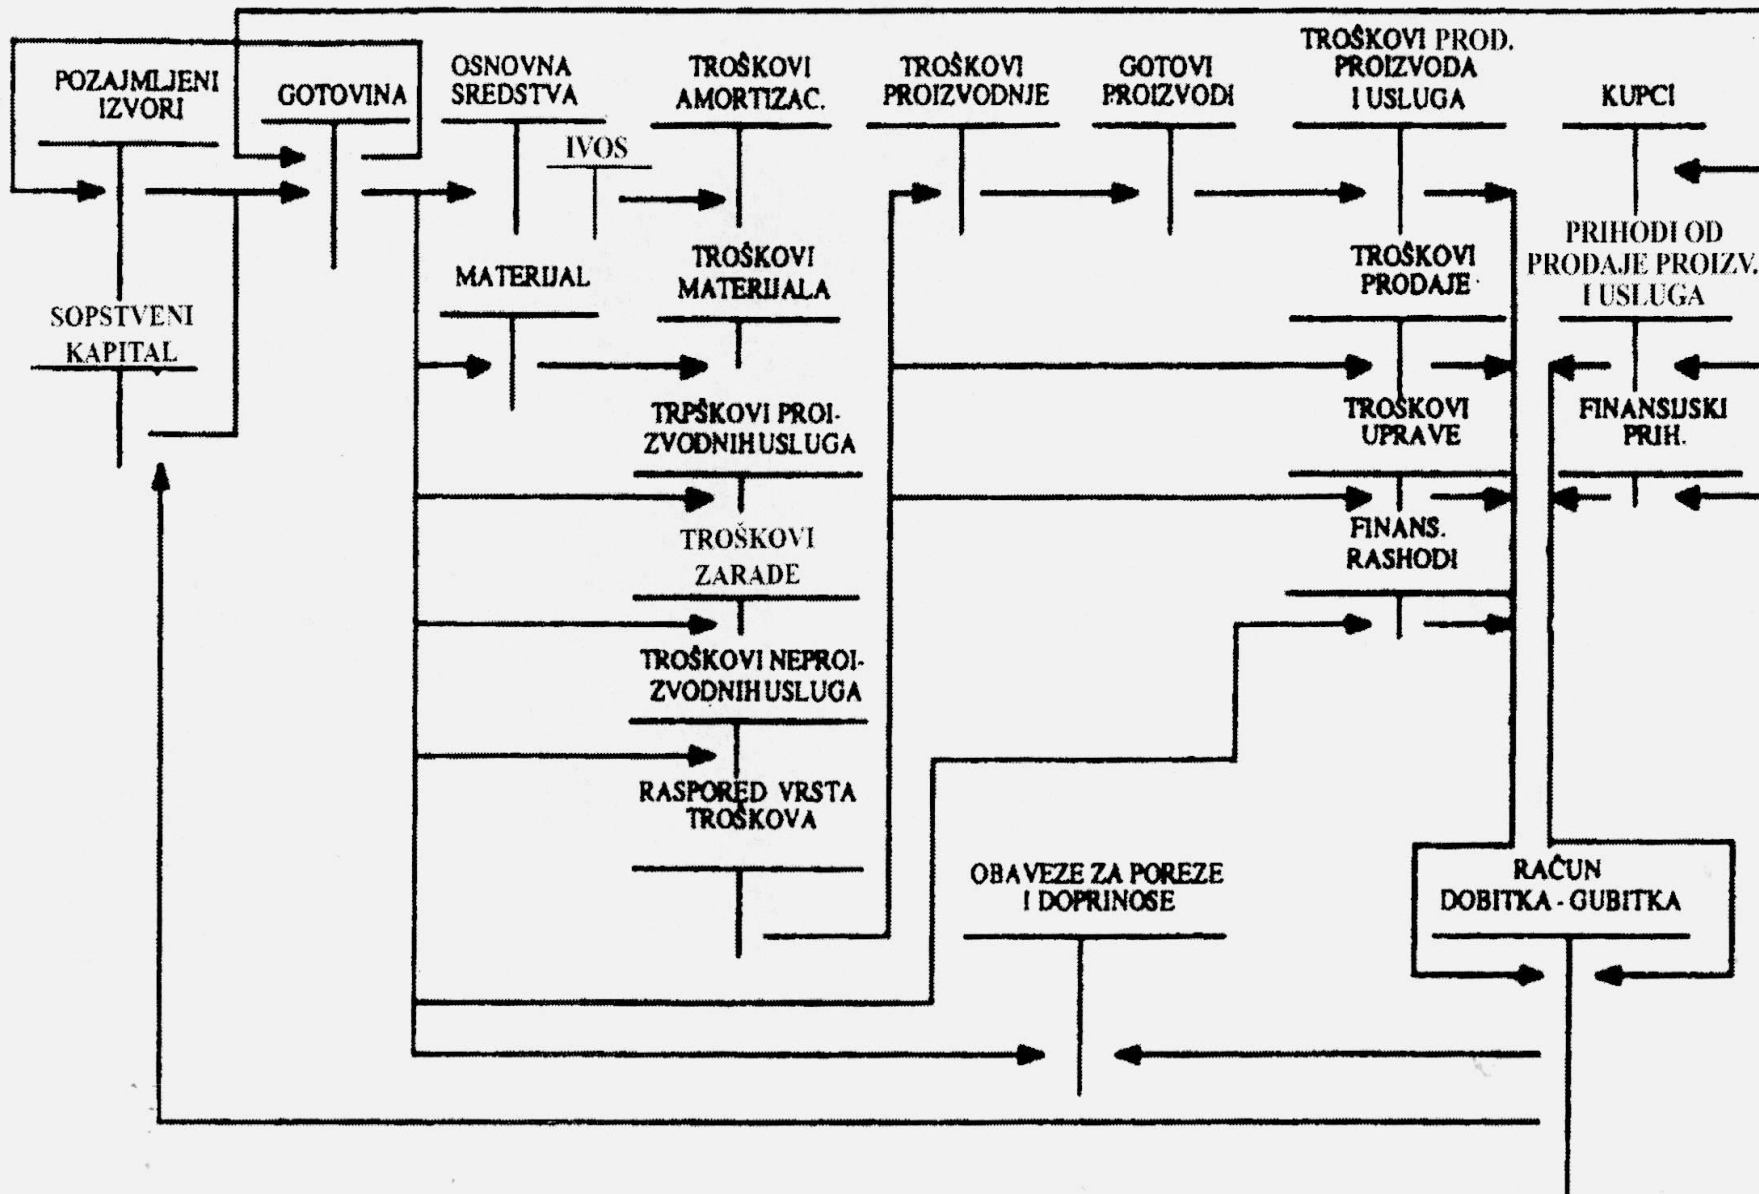 POZAJMLJENI
IZVORI
GOTOVINA
OSNOVNA
SREDSTVA
IVOS
TROŠKOVI
AMORTIZAC.
TROŠKOVI
PROIZVODNJE
GOTOVI
PROIZVODI
TROŠKOVI PROD.
PROIZVODA
I USLUGA
KUPCI
SOPSTVENI
KAPITAL
MATERIJAL
TROŠKOVI
MATERIJALA
TROŠKOVI
PRODAJE
PRIHODI OD
PRODAJE PROIZV.
I USLUGA
TRPŠKOVI PROI-
ZVODNIH USLUGA
TROŠKOVI
UPRAVE
FINANSIJSKI
PRIH.
TROŠKOVI
ZARADE
FINANS.
RASHODI
TROŠKOVI NEPROI-
ZVODNIH USLUGA
RASPORED VRSTA
TROŠKOVA
OBAVEZE ZA POREZE
I DOPRINOSE
RAČUN
DOBITKA - GUBITKA